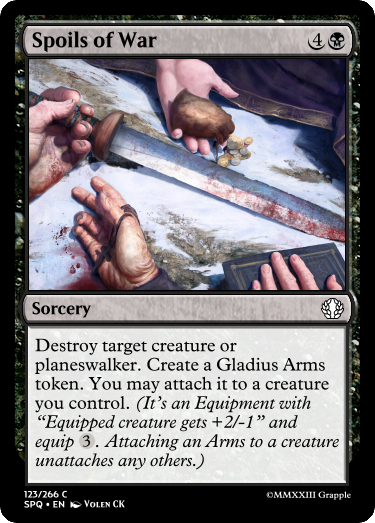 Spoils of War 4
Sorcery
Destroy target creature or
planeswalker. Create a Gladius Arms
token. You may attach it to a creature
you control. (It's an Equipment with
“Equipped creature gets +2/-1” and
equip 3. Attaching an Arms to a creature
unattaches any others.)
123/266 C
SPQ • EN VOLEN CK
©MMXXIII Grapple